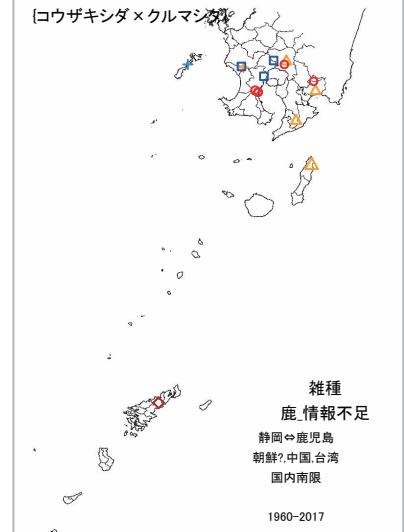 {コウザキシダ×クルマシダ}
雑種
鹿_情報不足
静岡⇔鹿児島
朝鮮?,中国,台湾
国内南限
1960-2017